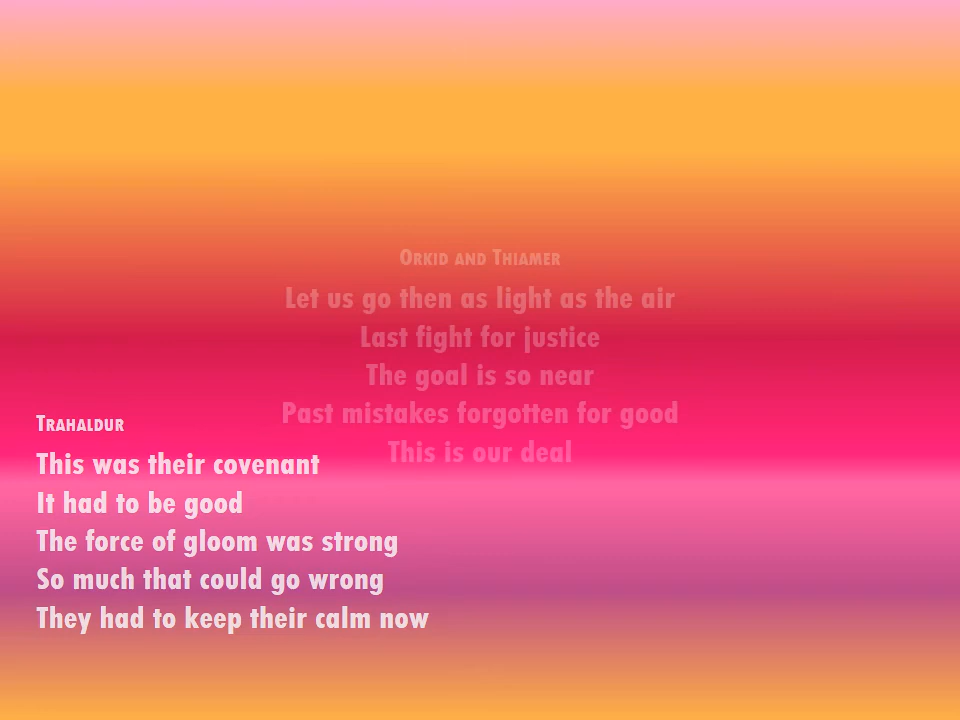 Orkid and Thiamer
Let us go then as light as the air
Last fight for justice
The goal is so near
Past mistakes forgotten for good
This is our deal
Trahaldur
This was their covenant
It had to be good
The force of gloom was strong
So much that could go wrong
They had to keep their calm now